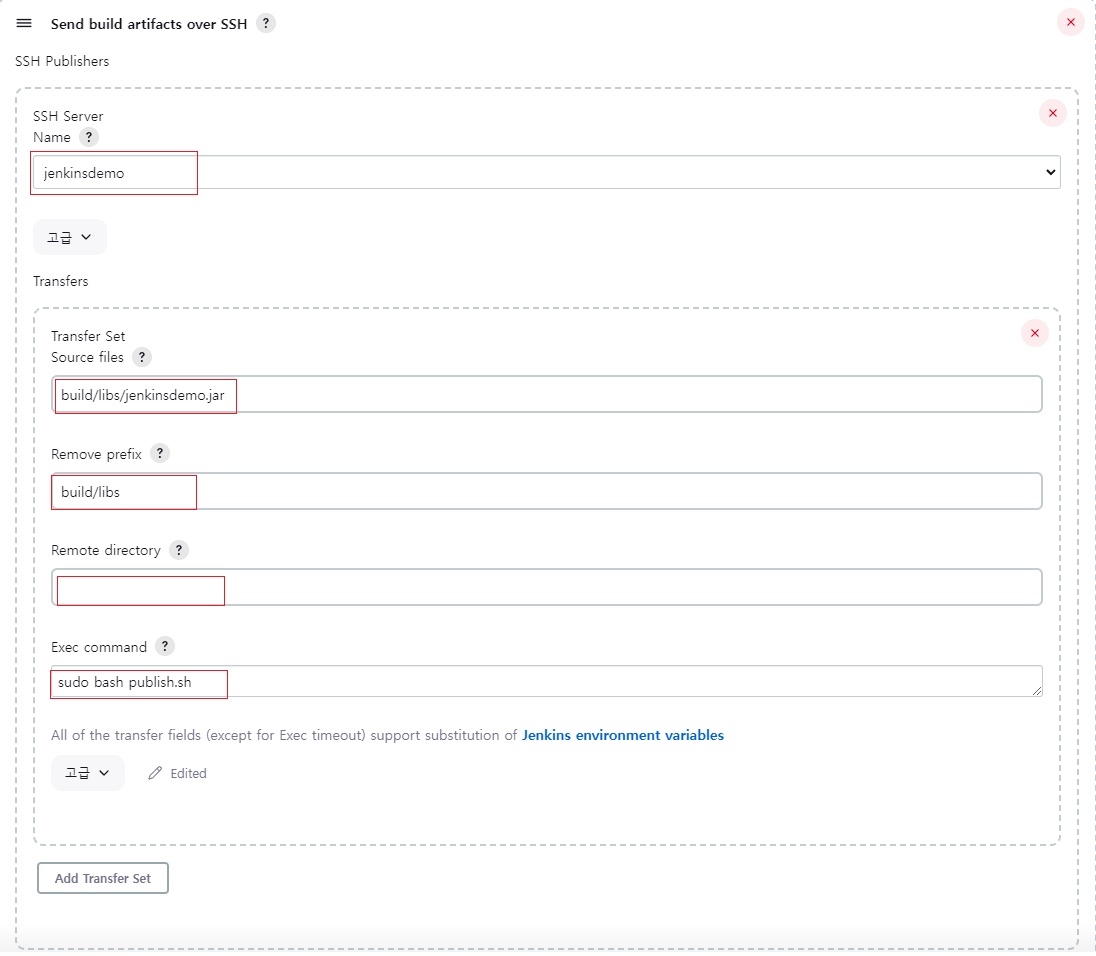 Send build artifacts over SSH ?
SSH Publishers
SSH Server
Name ?
jenkinsdemo
고급
Transfers
Transfer Set
Source files ?
build/libs/jenkinsdemo.jar
Remove prefix ?
build/libs
Remote directory ?
Exec command ?
sudo bash publish.sh
All of the transfer fields (except for Exec timeout) support substitution of Jenkins environment variables
고급 Edited
Add Transfer Set